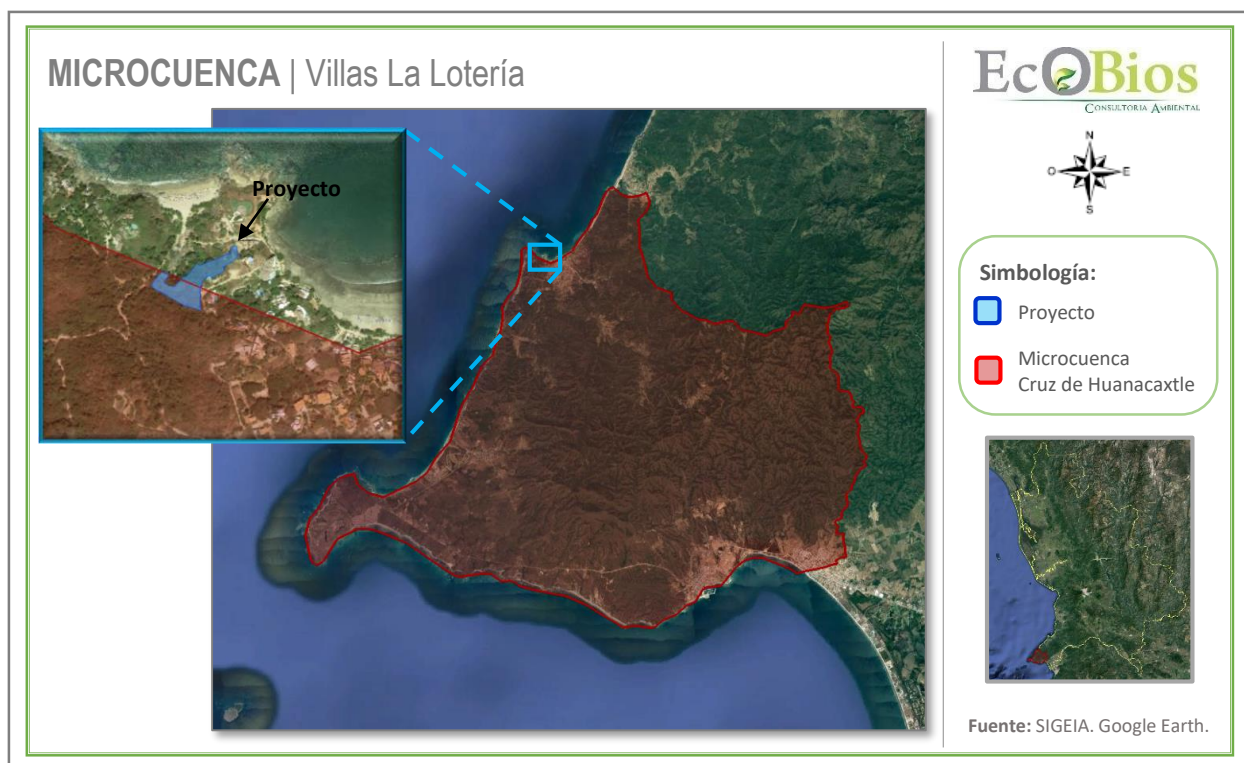 MICROCUENCA | Villas La Lotería
Proyecto
EcOBios
CONSULTORIA AMBIENTAL
N
O
E
S
Simbología:
Proyecto
Microcuenca
Cruz de Huanacaxtle
Fuente: SIGEIA. Google Earth.